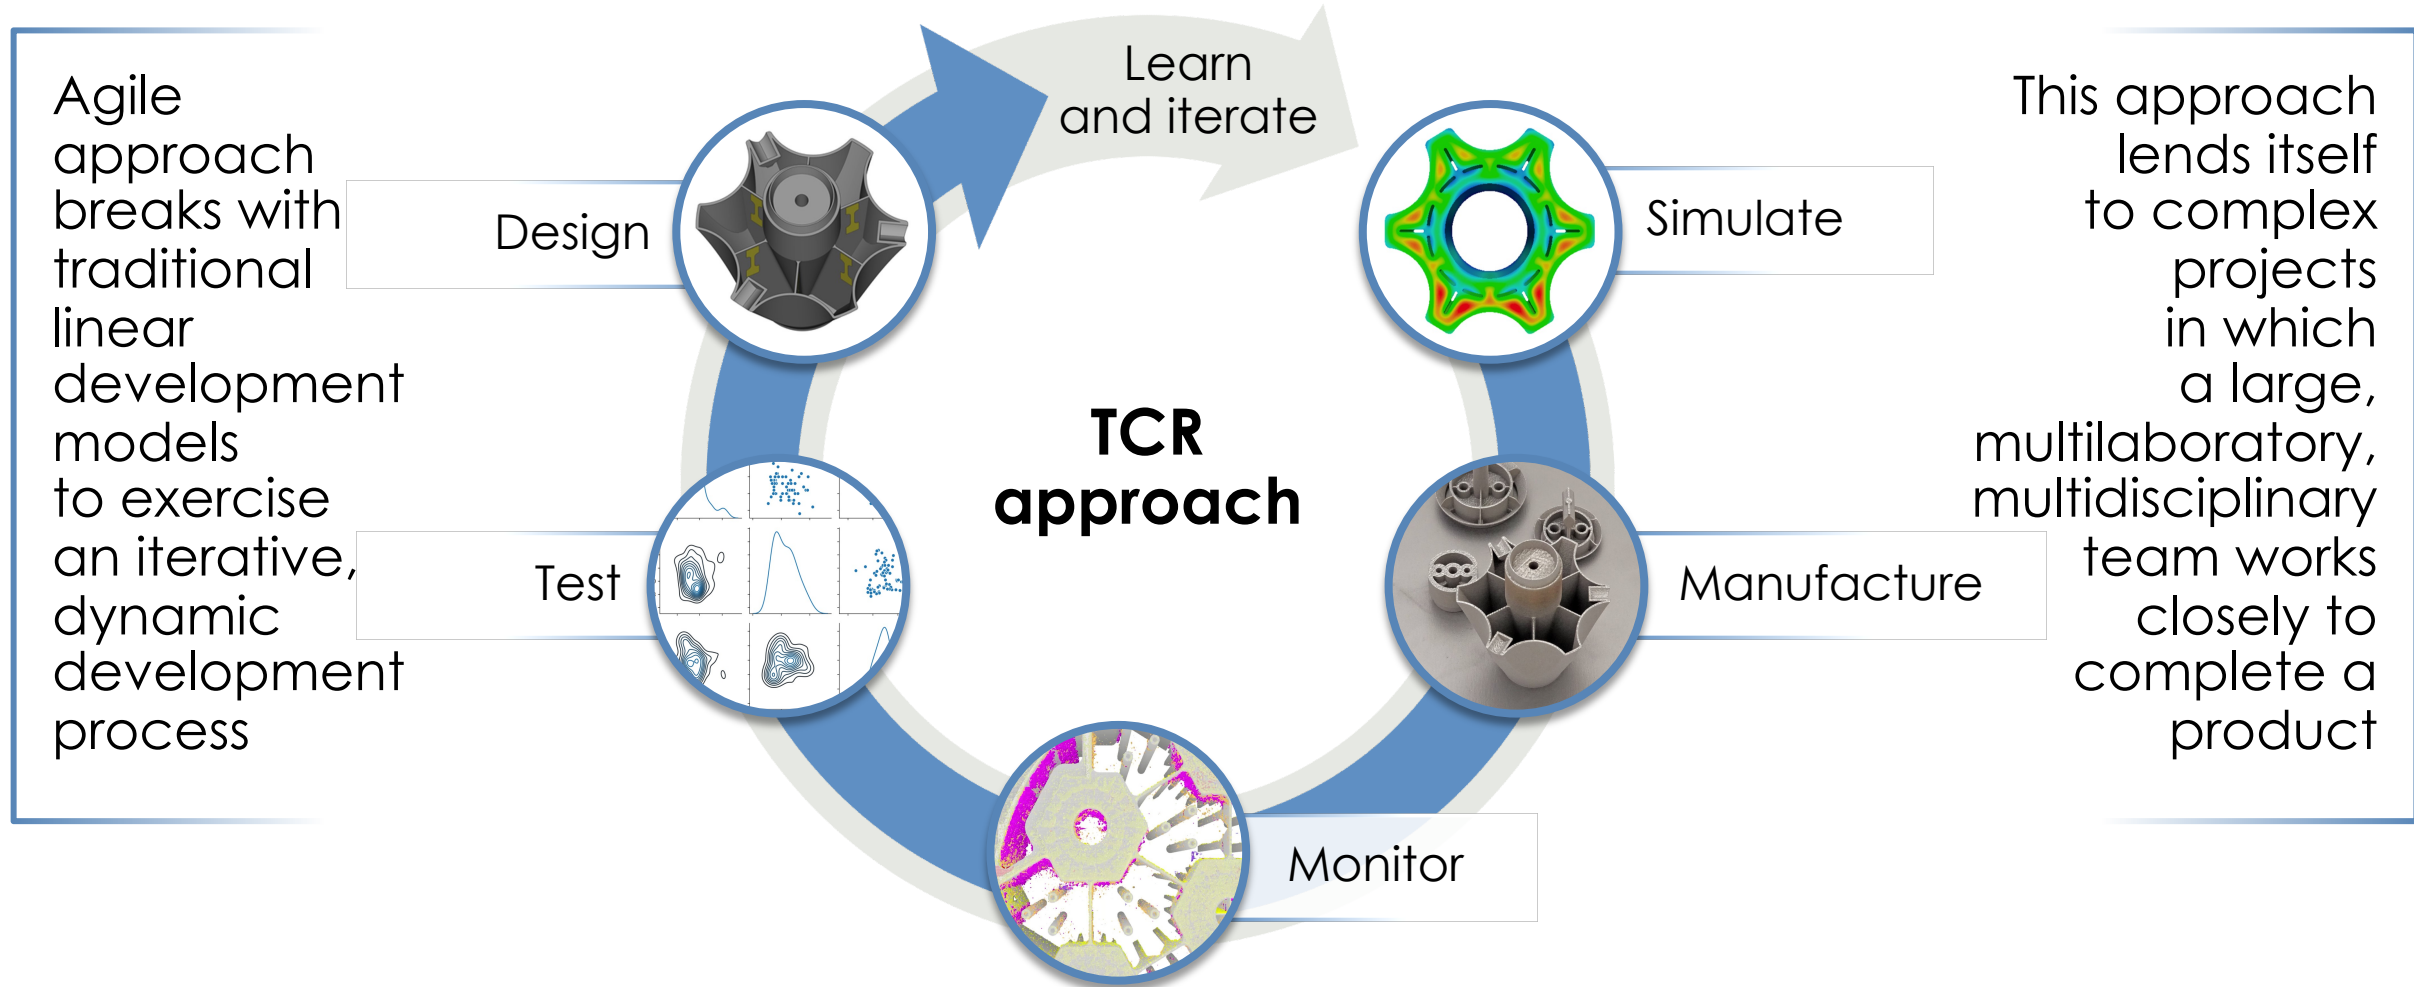 Agile
approach
breaks with
traditional
linear
development
models
to exercise
an iterative,
dynamic
development
process
Learn
and iterate
Design
Simulate
TCR
approach
Test
Manufacture
Monitor
This approach
lends itself
to complex
projects
in which
a large,
multilaboratory,
multidisciplinary
team works
closely to
complete a
product